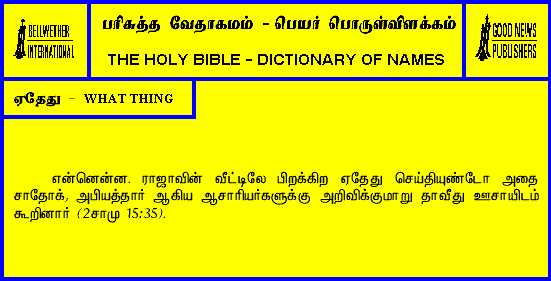 BELLWETHER
INTERNATIONAL
பரிசுத்த வேதாகமம் - பெயர் பொருள்விளக்கம்
THE HOLY BIBLE - DICTIONARY OF NAMES
GOOD NEWS
PUBLISHERS
ஏதேது - WHAT THING
என்னென்ன. ராஜாவின் வீட்டிலே பிறக்கிற ஏதேது செய்தியுண்டோ அதை
சாதோக், அபியத்தார் ஆகிய ஆசாரியர்களுக்கு அறிவிக்குமாறு தாவீது ஊசாயிடம்
கூறினார் (2சாமு 15:35).